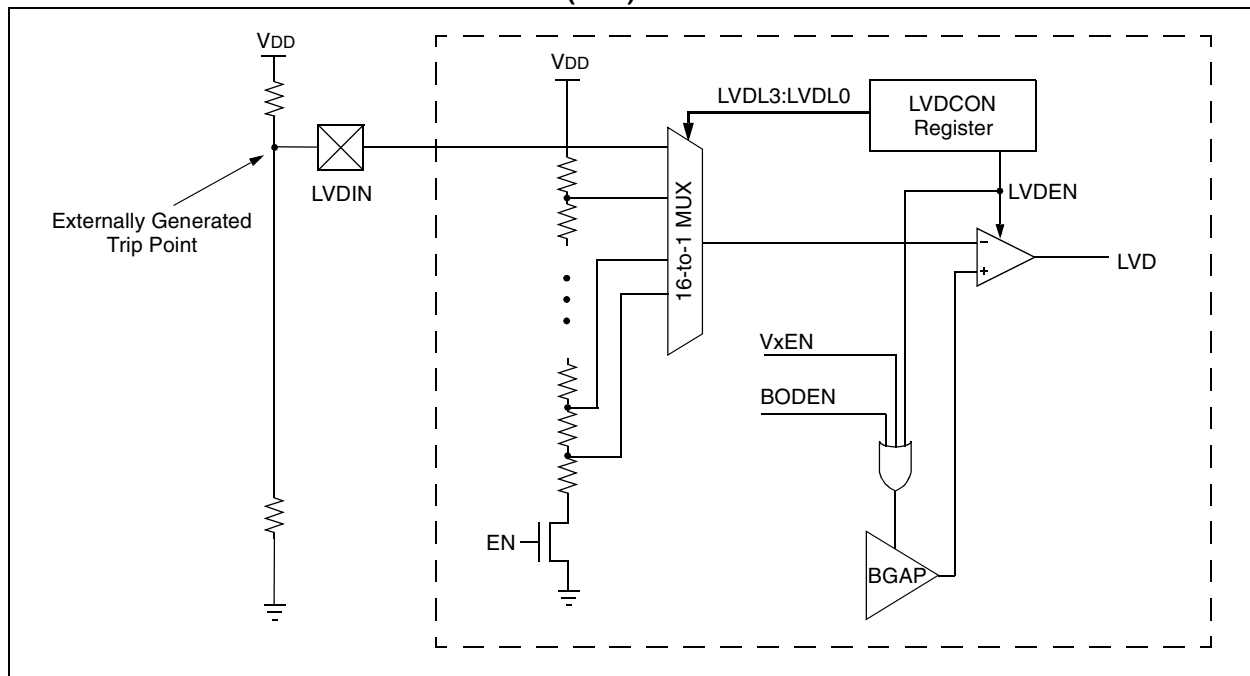 VDD
VDD
LVDL3:LVDL0
LVDCON
Register
LVDIN
LVDEN
Externally Generated
Trip Point
16-to-1 MUX
–
+
LVD
VxEN
BODEN
EN
BGAP